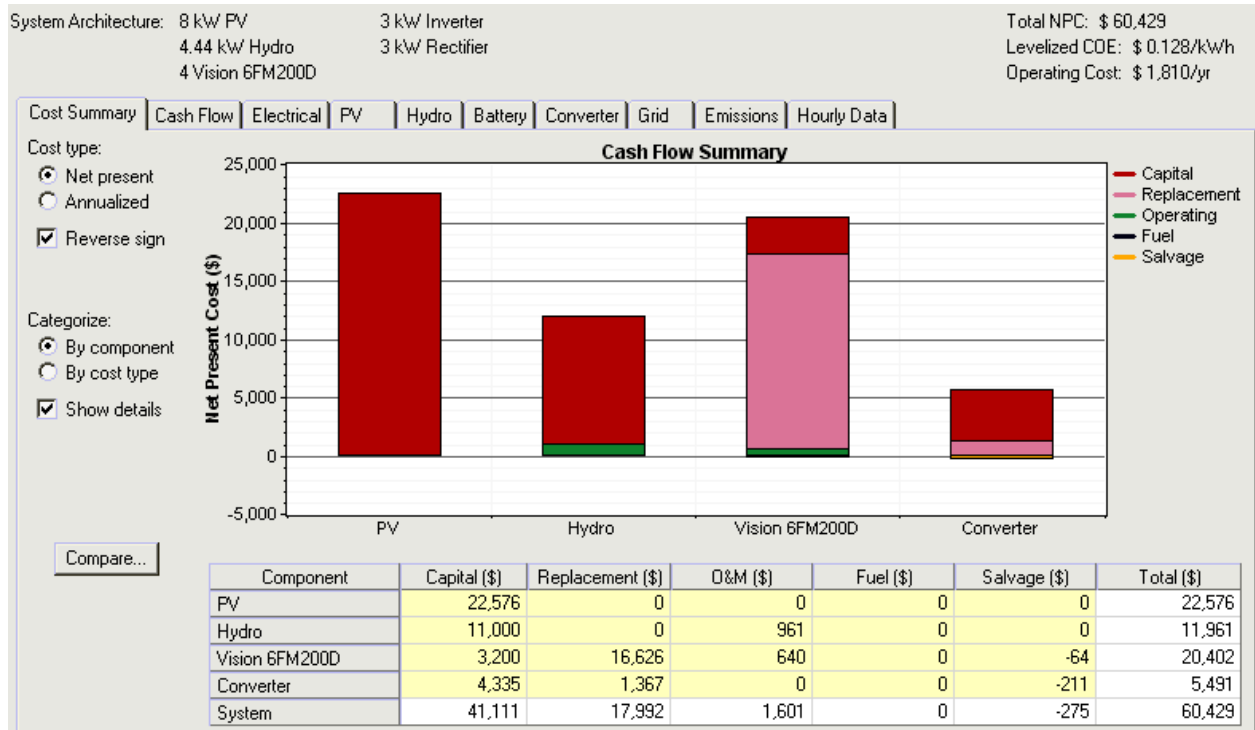 System Architecture: 8 kW PV 3 kW Inverter Total NPC: $ 60,429
4.44 kW Hydro 3 kW Rectifier Levelized COE: $ 0.128/kWh
4 Vision 6FM200D Operating Cost: $ 1,810/yr
Cost Summary Cash Flow Electrical PV Hydro Battery Converter Grid Emissions Hourly Data
Cost type:
Net present
Annualized
Reverse sign
Categorize:
By component
By cost type
Show details
Compare...
Cash Flow Summary
Net Present Cost ($)
25,000
20,000
15,000
10,000
5,000
0
-5,000
PV Hydro Vision 6FM200D Converter
Capital
Replacement
Operating
Fuel
Salvage
Component Capital ($) Replacement ($) O&M ($) Fuel ($) Salvage ($) Total ($)
PV 22,576 0 0 0 0 22,576
Hydro 11,000 0 961 0 0 11,961
Vision 6FM200D 3,200 16,626 640 0 -64 20,402
Converter 4,335 1,367 0 0 -211 5,491
System 41,111 17,992 1,601 0 -275 60,429